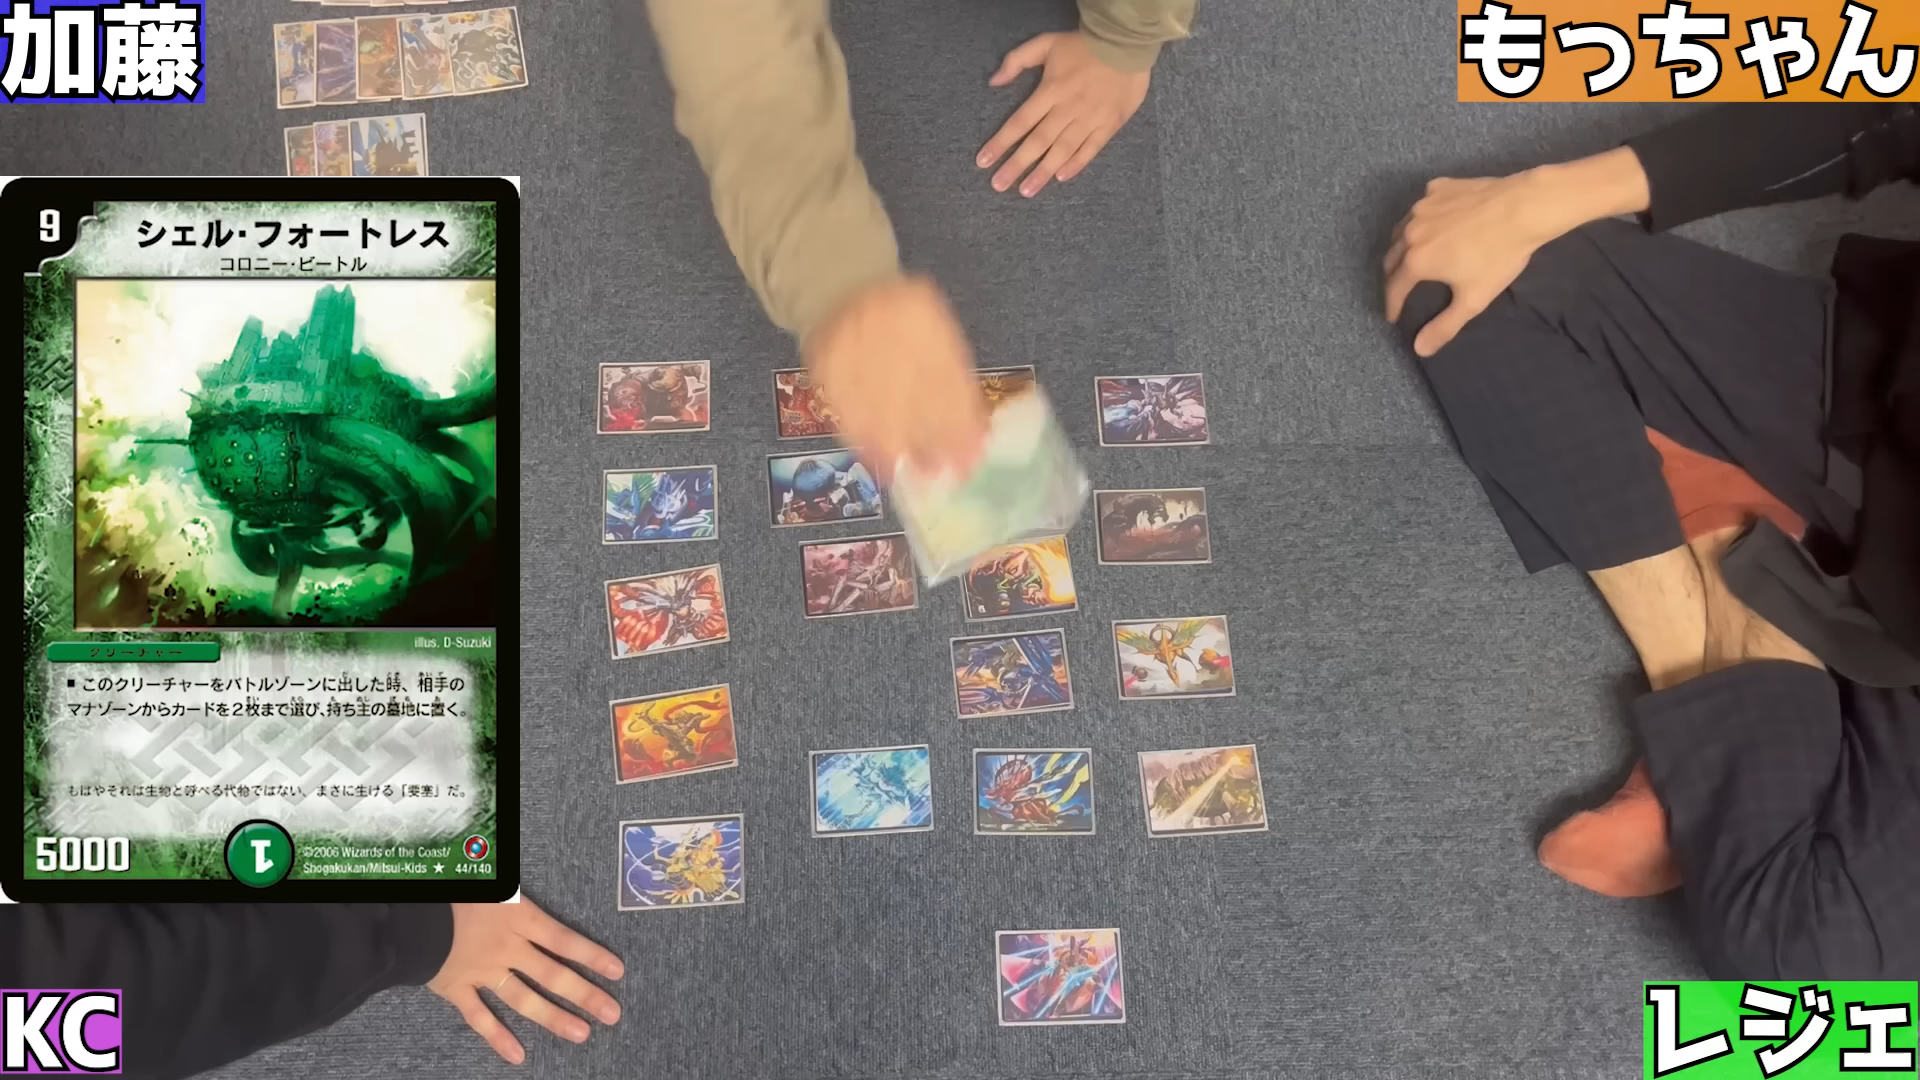 加藤
もっちゃん
9
シェル・フォートレス
コロニー・ビートル
illus. D-Suzuki
クリーチャー
■ このクリーチャーをバトルゾーンに出した時、相手の
マナゾーンからカードを2枚まで選び、持ち主の墓地に置く。
もはやそれは生物と呼べる代物ではない、まさに生ける「要塞」だ。
5000
1
©2006 Wizards of the Coast/
Shogakukan/Mitsui-Kids ★ 44/140
KC
レジェ